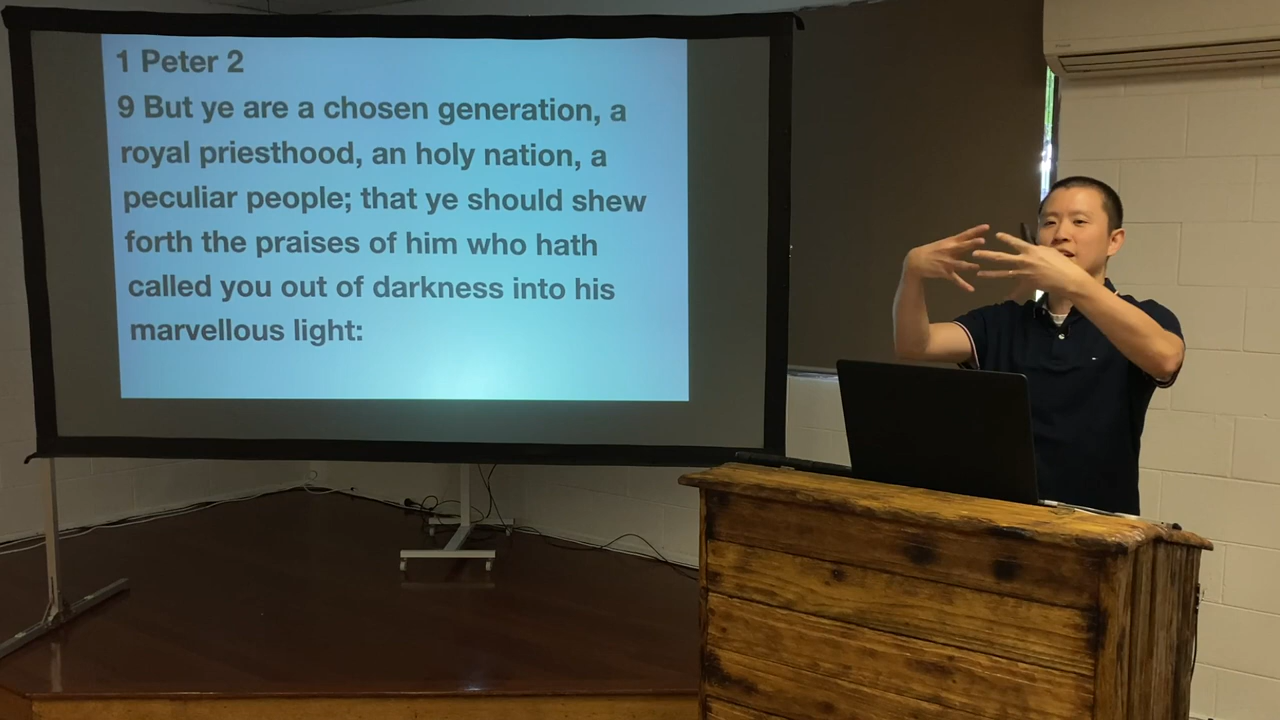 1 Peter 2
9 But ye are a chosen generation, a
royal priesthood, an holy nation, a
peculiar people; that ye should shew
forth the praises of him who hath
called you out of darkness into his
marvellous light: